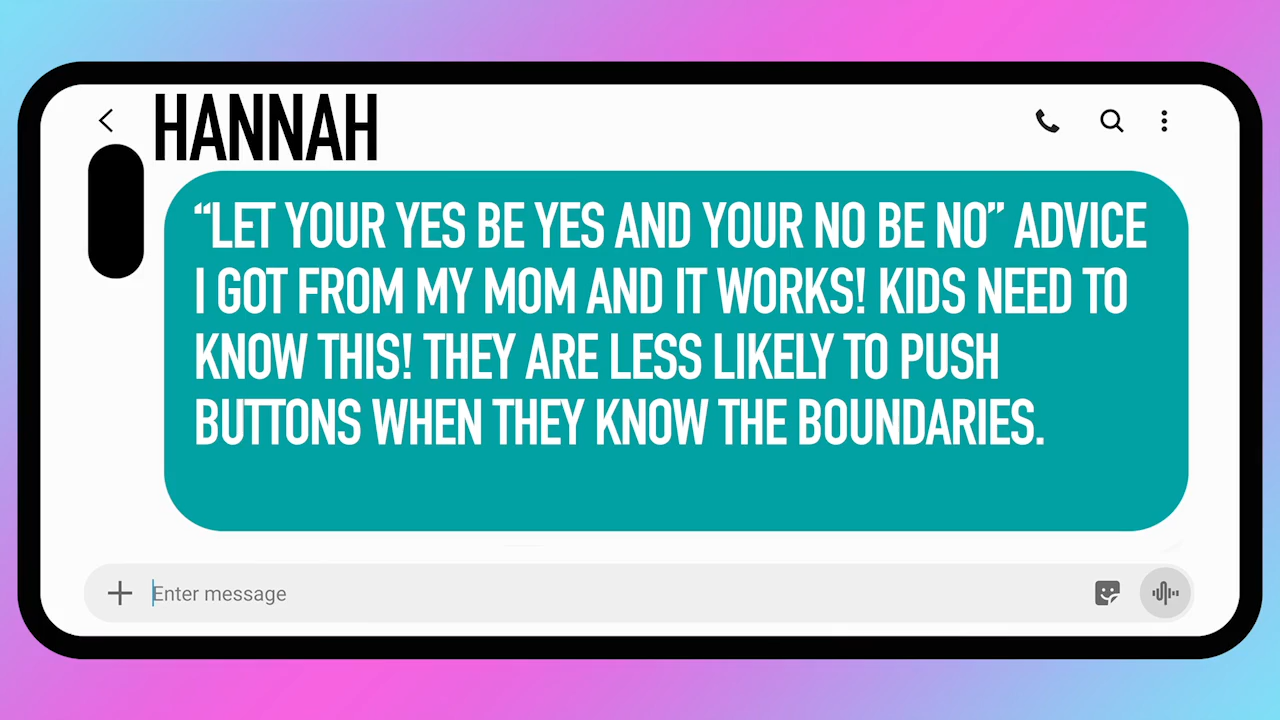 HANNAH
“LET YOUR YES BE YES AND YOUR NO BE NO” ADVICE
I GOT FROM MY MOM AND IT WORKS! KIDS NEED TO
KNOW THIS! THEY ARE LESS LIKELY TO PUSH
BUTTONS WHEN THEY KNOW THE BOUNDARIES.
Enter message